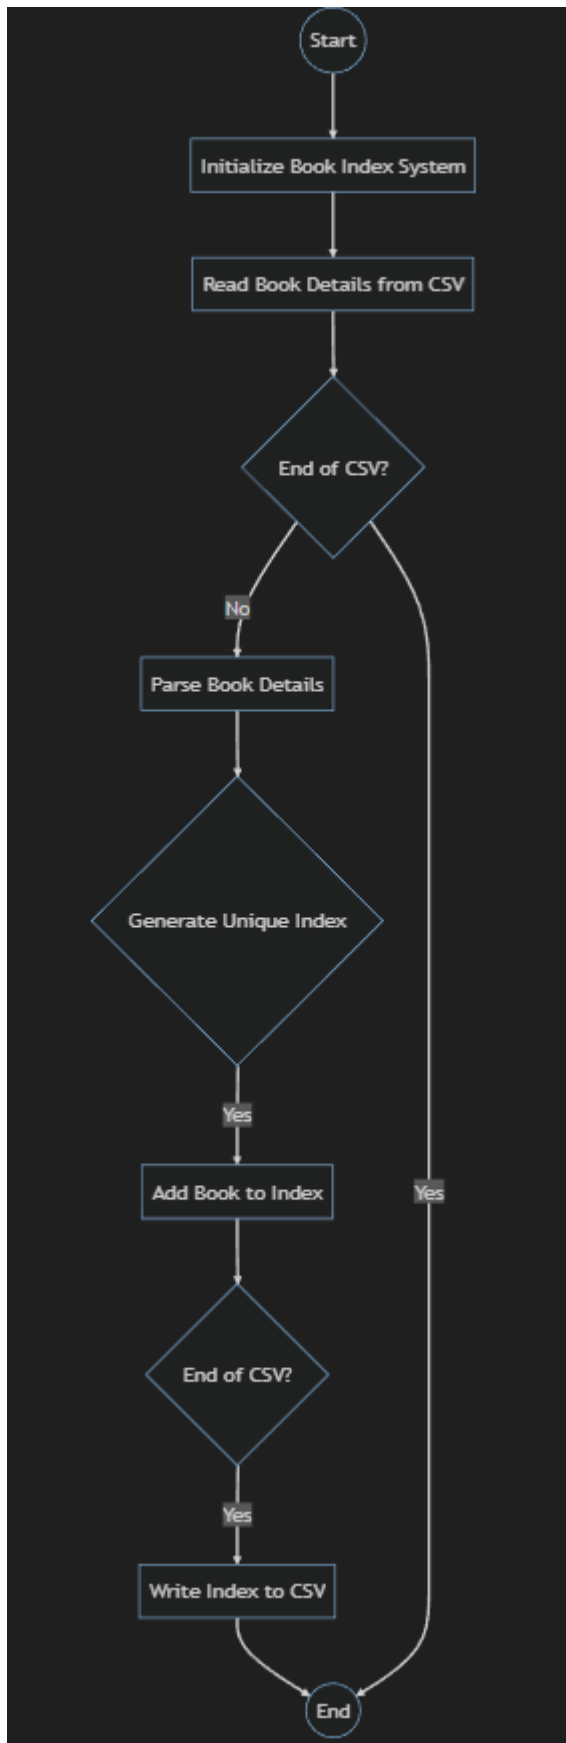 Start
Initialize Book Index System
Read Book Details from CSV
End of CSV?
No
Parse Book Details
Generate Unique Index
Yes
Add Book to Index
Yes
End of CSV?
Yes
Write Index to CSV
End